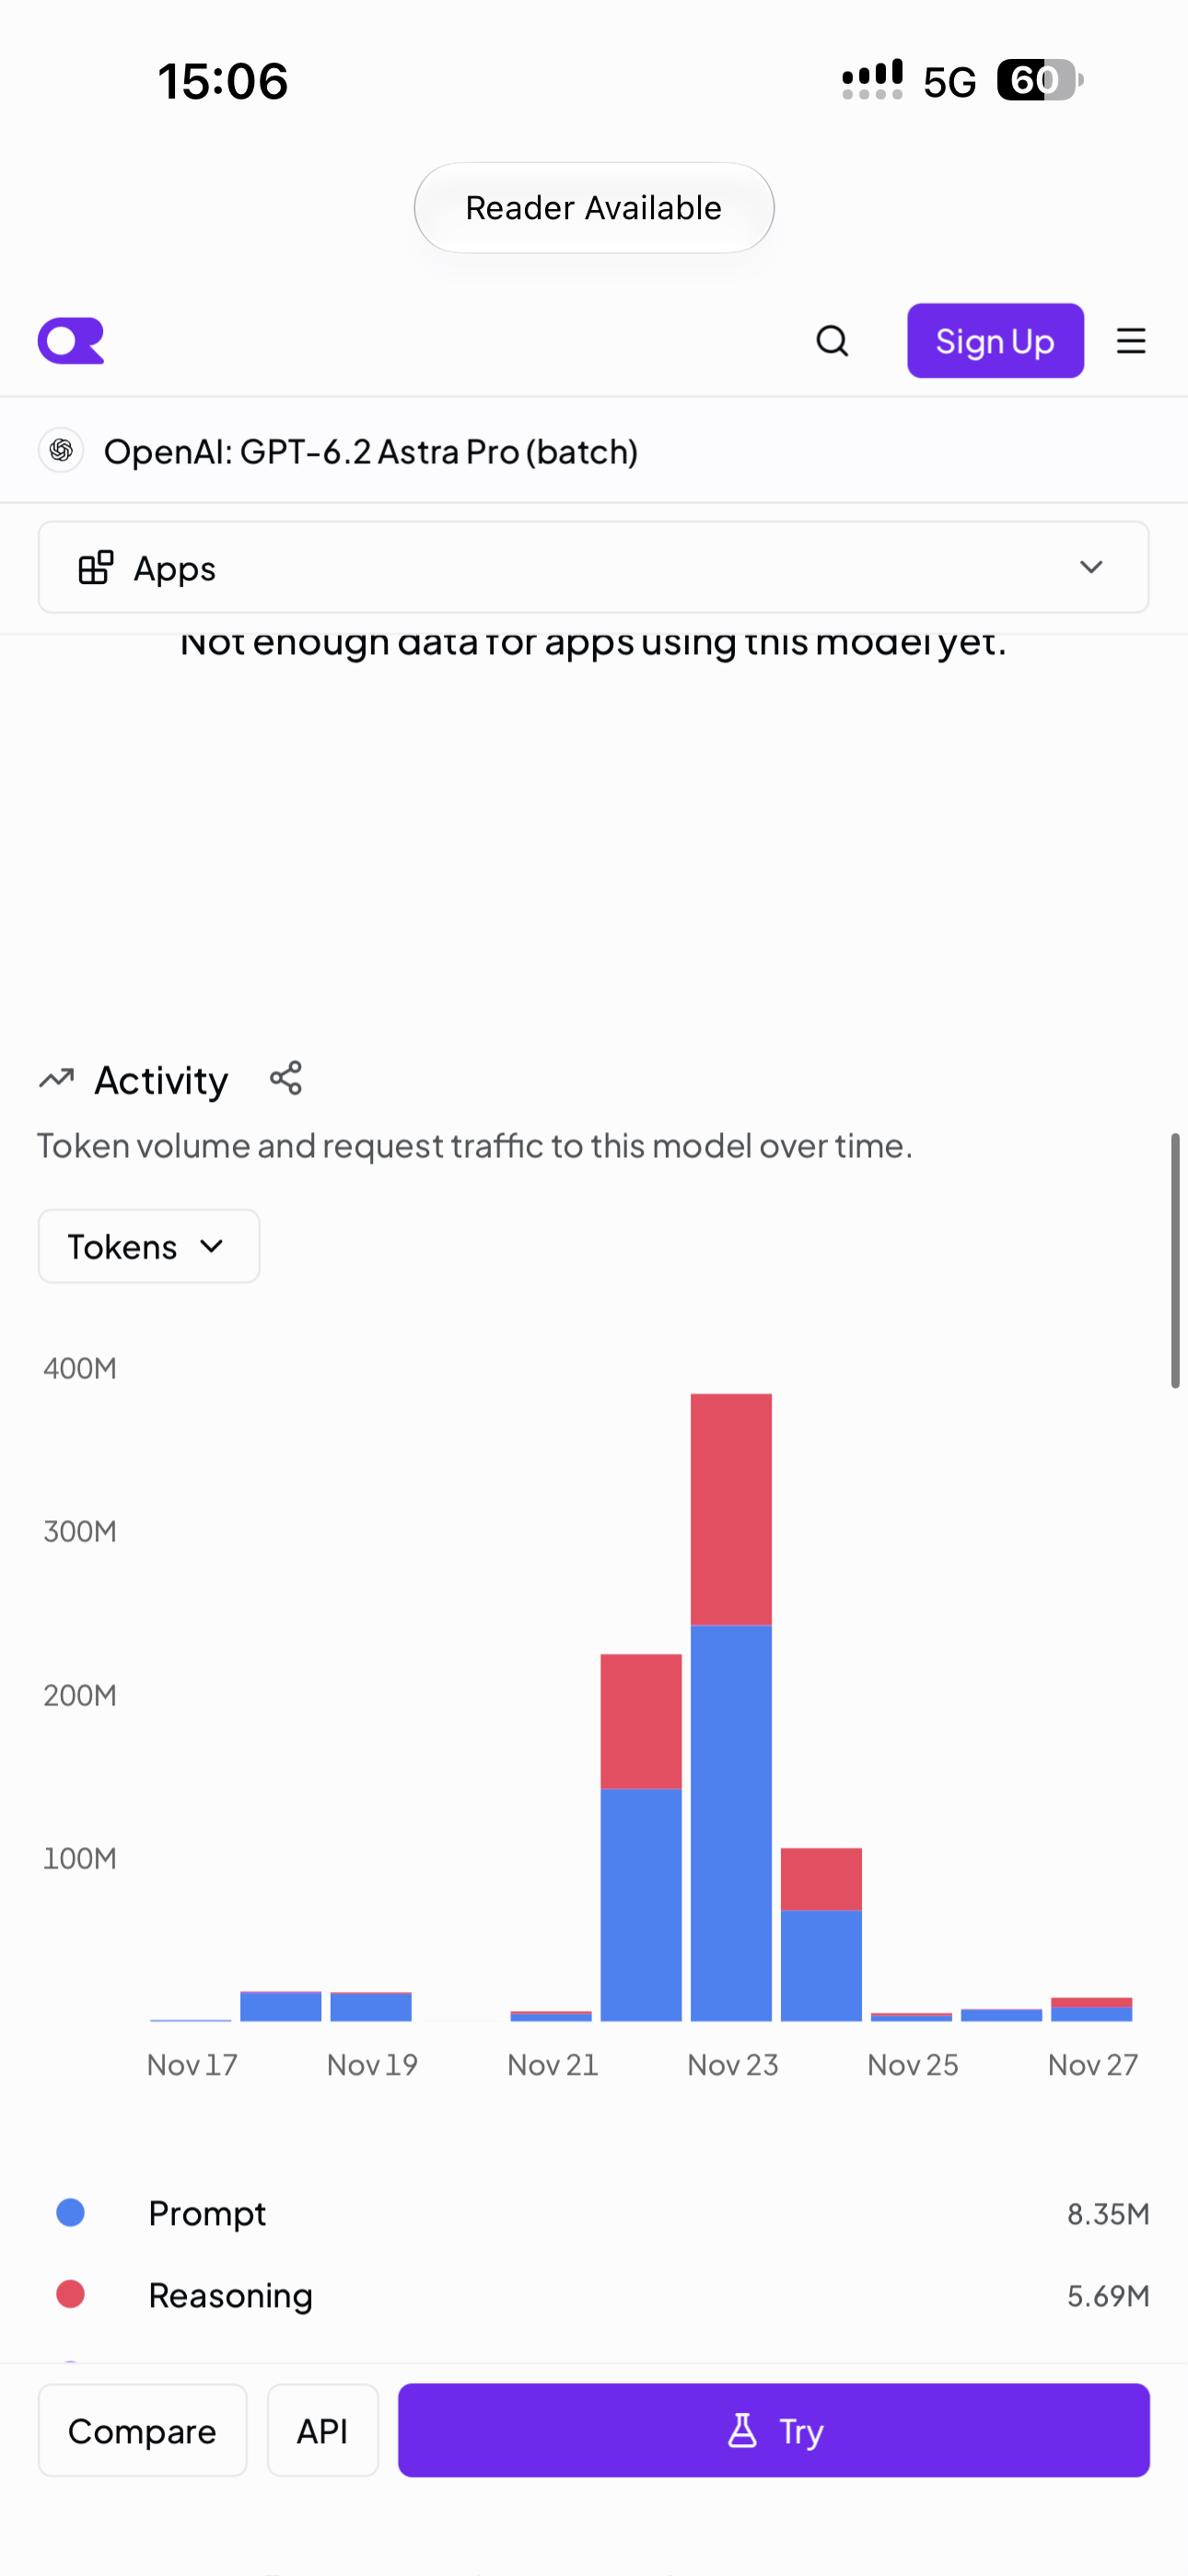 15:06
5G
60
Reader Available
Sign Up
OpenAI: GPT-6.2 Astra Pro (batch)
Apps
Not enough data for apps using this model yet.
Activity
Token volume and request traffic to this model over time.
Tokens
400M
300M
200M
100M
Nov 17 Nov 19 Nov 21 Nov 23 Nov 25 Nov 27
Prompt 8.35M
Reasoning 5.69M
Compare
API
Try